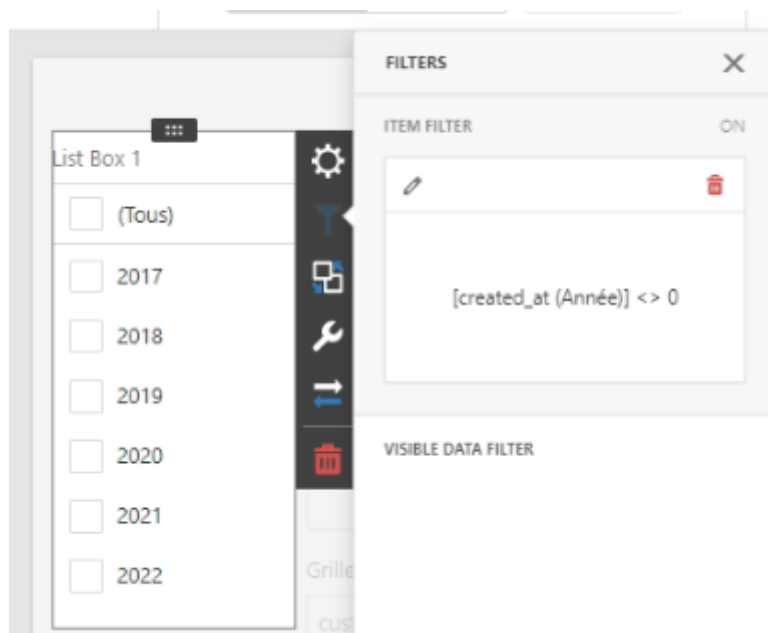 FILTERS
List Box 1
(Tous)
2017
2018
2019
2020
2021
2022
ITEM FILTER ON
[created_at (Année)] <> 0
VISIBLE DATA FILTER
Grille
cus